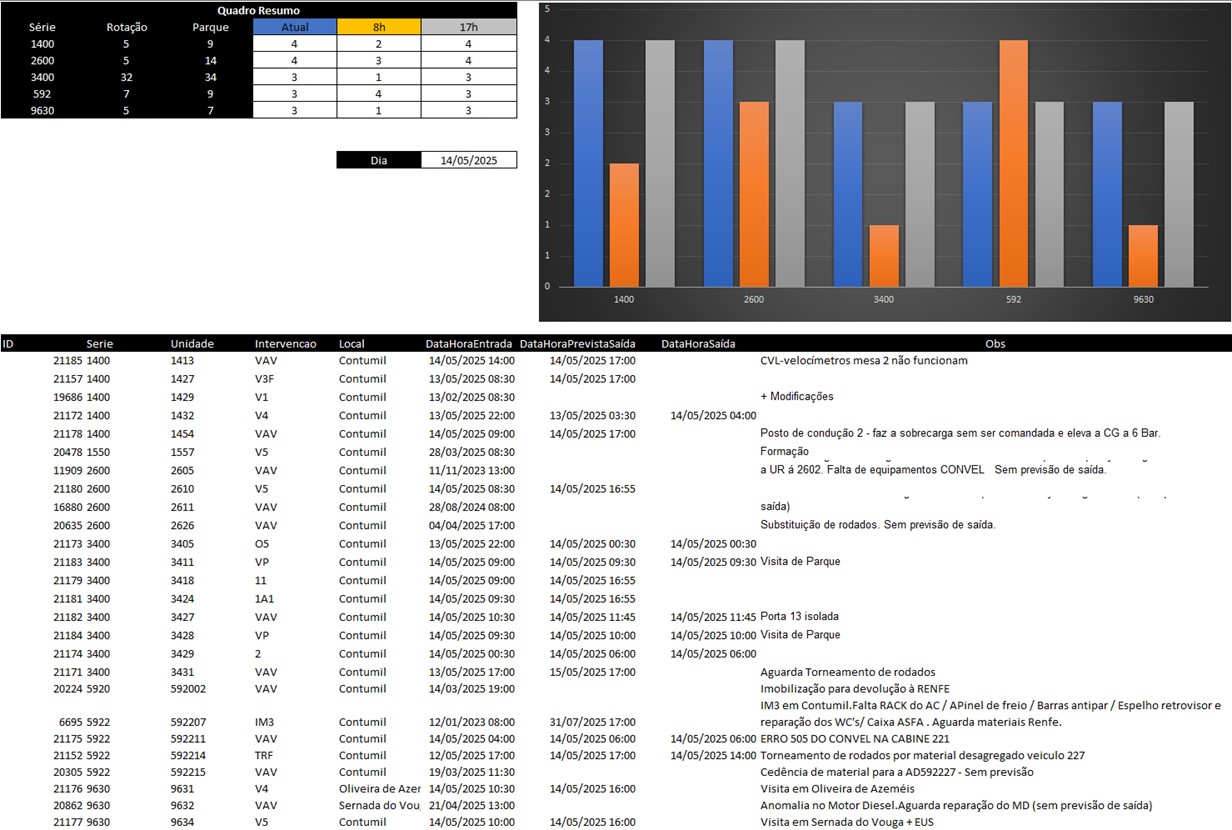 Quadro Resumo
Série Rotação Parque Atual 8h 17h
1400 5 9 4 2 4
2600 5 14 4 3 4
3400 32 34 3 1 3
592 7 9 3 4 3
9630 5 7 3 1 3
Dia 14/05/2025
5
4
4
3
3
2
2
1
1
0
1400 2600 3400 592 9630
ID Serie Unidade Intervencao Local DataHoraEntrada DataHoraPrevistaSaída DataHoraSaída Obs
21185 1400 1413 VAV Contumil 14/05/2025 14:00 14/05/2025 17:00 CVL-velocímetros mesa 2 não funcionam
21157 1400 1427 V3F Contumil 13/05/2025 08:30 14/05/2025 17:00
19686 1400 1429 V1 Contumil 13/02/2025 08:30 + Modificações
21172 1400 1432 V4 Contumil 13/05/2025 22:00 13/05/2025 03:30 14/05/2025 04:00
21178 1400 1454 VAV Contumil 14/05/2025 09:00 14/05/2025 17:00 Posto de condução 2 - faz a sobrecarga sem ser comandada e eleva a CG a 6 Bar.
20478 1550 1557 V5 Contumil 28/03/2025 08:30 Formação
11909 2600 2605 VAV Contumil 11/11/2023 13:00 a UR á 2602. Falta de equipamentos CONVEL Sem previsão de saída.
21180 2600 2610 V5 Contumil 14/05/2025 08:30 14/05/2025 16:55
16880 2600 2611 VAV Contumil 28/08/2024 08:00 saída)
20635 2600 2626 VAV Contumil 04/04/2025 17:00 Substituição de rodados. Sem previsão de saída.
21173 3400 3405 O5 Contumil 13/05/2025 22:00 14/05/2025 00:30 14/05/2025 00:30
21183 3400 3411 VP Contumil 14/05/2025 09:00 14/05/2025 09:30 14/05/2025 09:30 Visita de Parque
21179 3400 3418 11 Contumil 14/05/2025 09:00 14/05/2025 16:55
21181 3400 3424 1A1 Contumil 14/05/2025 09:30 14/05/2025 16:55
21182 3400 3427 VAV Contumil 14/05/2025 10:30 14/05/2025 11:45 14/05/2025 11:45 Porta 13 isolada
21184 3400 3428 VP Contumil 14/05/2025 09:30 14/05/2025 10:00 14/05/2025 10:00 Visita de Parque
21174 3400 3429 2 Contumil 14/05/2025 00:30 14/05/2025 06:00 14/05/2025 06:00
21171 3400 3431 VAV Contumil 13/05/2025 17:00 15/05/2025 17:00 Aguarda Torneamento de rodados
20224 5920 592002 VAV Contumil 14/03/2025 19:00 Imobilização para devolução à RENFE
IM3 em Contumil.Falta RACK do AC / APinel de freio / Barras antipar / Espelho retrovisor e
6695 5922 592207 IM3 Contumil 12/01/2023 08:00 31/07/2025 17:00 reparação dos WC's/ Caixa ASFA . Aguarda materiais Renfe.
21175 5922 592211 VAV Contumil 14/05/2025 04:00 14/05/2025 06:00 14/05/2025 06:00 ERRO 505 DO CONVEL NA CABINE 221
21152 5922 592214 TRF Contumil 12/05/2025 17:00 14/05/2025 17:00 14/05/2025 14:00 Torneamento de rodados por material desagregado veiculo 227
20305 5922 592215 VAV Contumil 19/03/2025 11:30 Cedência de material para a AD592227 - Sem previsão
21176 9630 9631 V4 Oliveira de Azer 14/05/2025 10:30 14/05/2025 16:00 Visita em Oliveira de Azeméis
20862 9630 9632 VAV Sernada do Vou 21/04/2025 13:00 Anomalia no Motor Diesel.Aguarda reparação do MD (sem previsão de saída)
21177 9630 9634 V5 Contumil 14/05/2025 10:00 14/05/2025 16:00 Visita em Sernada do Vouga + EUS